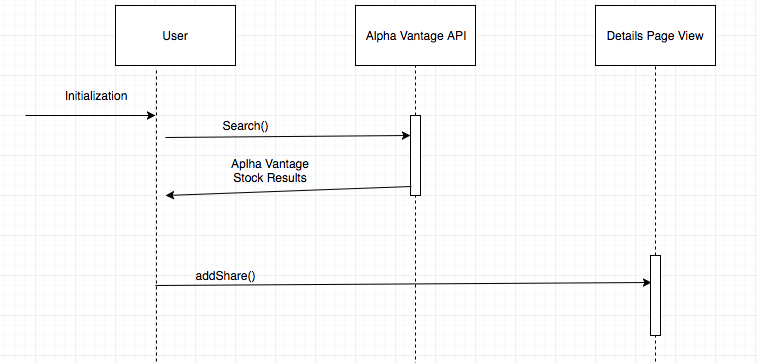 User
Alpha Vantage API
Details Page View
Initialization
Search()
Aplha Vantage
Stock Results
addShare()